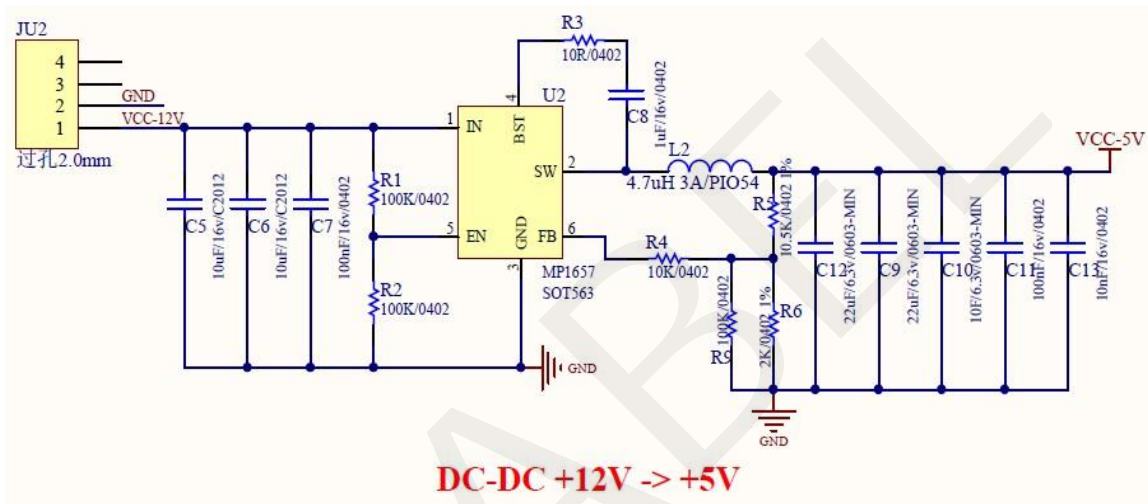 JU2
4
3
2
1
GND
VCC-12V
过孔2.0mm
C5
10uF/16v/C2012
C6
10uF/16v/C2012
C7
100nF/16v/0402
R1
100K/0402
R2
100K/0402
R3
10R/0402
C8
1uF/16v/0402
U2
4
BST
1
IN
SW
2
5
EN
GND
3
FB
6
MP1657
SOT563
GND
L2
4.7uH 3A/PIO54
R4
10K/0402
R5
10.5K/0402 1%
R9
100K/0402
R6
2K/0402 1%
C12
22uF/6.3v/0603-MIN
C9
22uF/6.3v/0603-MIN
C10
10F/6.3v/0603-MIN
C11
100nF/16v/0402
C13
10nF/16v/0402
VCC-5V
GND
DC-DC +12V -> +5V